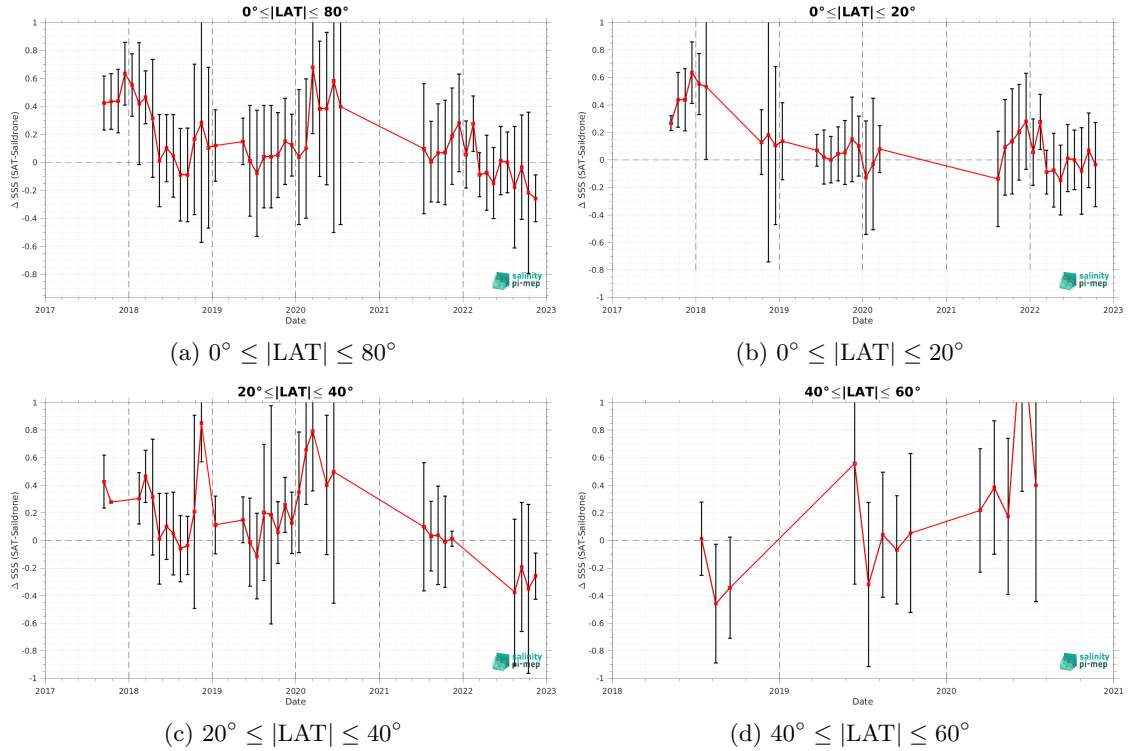 0°≤|LAT|≤ 80°
Δ SSS (SAT-Saildrone)
1
0.8
0.6
0.4
0.2
0
-0.2
-0.4
-0.6
-0.8
2017 2018 2019 2020 2021 2022 2023
Date
salinity
pi-mep
(a) 0° ≤ |LAT| ≤ 80°
0°≤|LAT|≤ 20°
Δ SSS (SAT-Saildrone)
1
0.8
0.6
0.4
0.2
0
-0.2
-0.4
-0.6
-0.8
-1
2017 2018 2019 2020 2021 2022 2023
Date
salinity
pi-mep
(b) 0° ≤ |LAT| ≤ 20°
20°≤|LAT|≤ 40°
Δ SSS (SAT-Saildrone)
1
0.8
0.6
0.4
0.2
0
-0.2
-0.4
-0.6
-0.8
-1
2017 2018 2019 2020 2021 2022 2023
Date
salinity
pi-mep
(c) 20° ≤ |LAT| ≤ 40°
40°≤|LAT|≤ 60°
Δ SSS (SAT-Saildrone)
1
0.8
0.6
0.4
0.2
0
-0.2
-0.4
-0.6
-0.8
-1
2018 2019 2020 2021
Date
salinity
pi-mep
(d) 40° ≤ |LAT| ≤ 60°